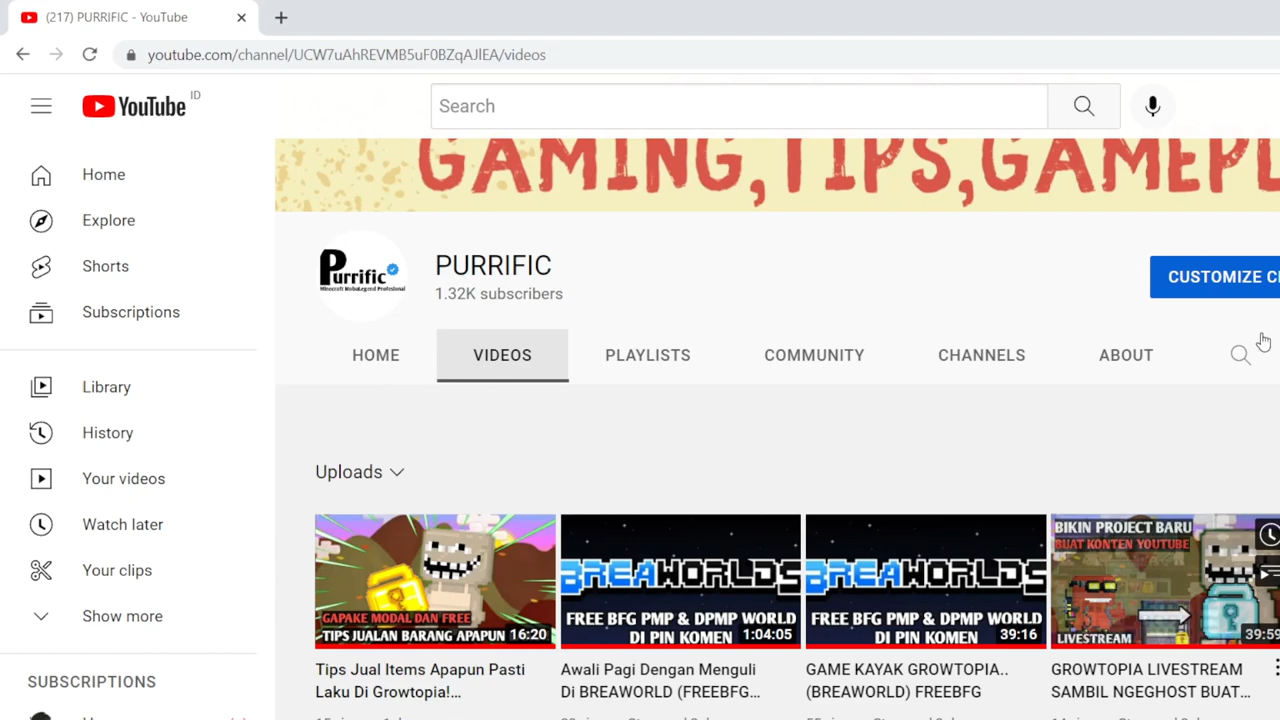 (217) PURRIFIC - YouTube
youtube.com/channel/UCW7uAhREVMB5uF0BZqAJlEA/videos
YouTube ID
Search
Home
Explore
Shorts
Subscriptions
Library
History
Your videos
Watch later
Your clips
Show more
SUBSCRIPTIONS
GAMING,TIPS,GAMEPL
Purrific
Minecraft MobileLegend Profesional
PURRIFIC
1.32K subscribers
CUSTOMIZE C
HOME
VIDEOS
PLAYLISTS
COMMUNITY
CHANNELS
ABOUT
Uploads
GAPAKE MODAL DAN FREE
TIPS JUALAN BARANG APAPUN
16:20
Tips Jual Items Apapun Pasti
Laku Di Growtopia!...
BREAWORLDS
FREE BFG PMP & DPMP WORLD
DI PIN KOMEN
1:04:05
Awali Pagi Dengan Menguli
Di BREAWORLD (FREEBFG...
BREAWORLDS
FREE BFG PMP & DPMP WORLD
DI PIN KOMEN
39:16
GAME KAYAK GROWTOPIA..
(BREAWORLD) FREEBFG
BIKIN PROJECT BARU
BUAT KONTEN YOUTUBE
LIVESTREAM
39:59
GROWTOPIA LIVESTREAM
SAMBIL NGEGHOST BUAT...